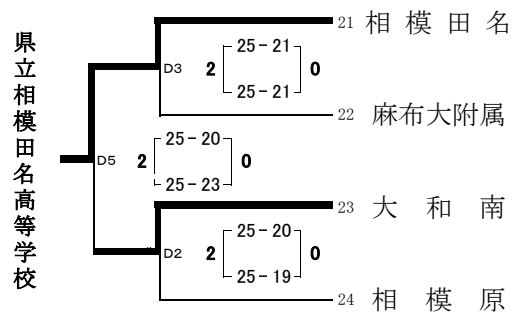 県立相模田名高等学校
21 相模田名
D3 2 25-21 0
25-21
22 麻布大附属
D5 2 25-20 0
25-23
23 大和南
D2 2 25-20 0
25-19
24 相模原